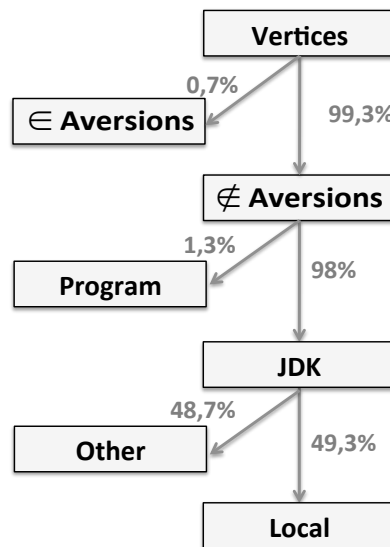 Vertices
0,7%
99,3%
∈ Aversions
∉ Aversions
1,3%
98%
Program
JDK
48,7%
49,3%
Other
Local